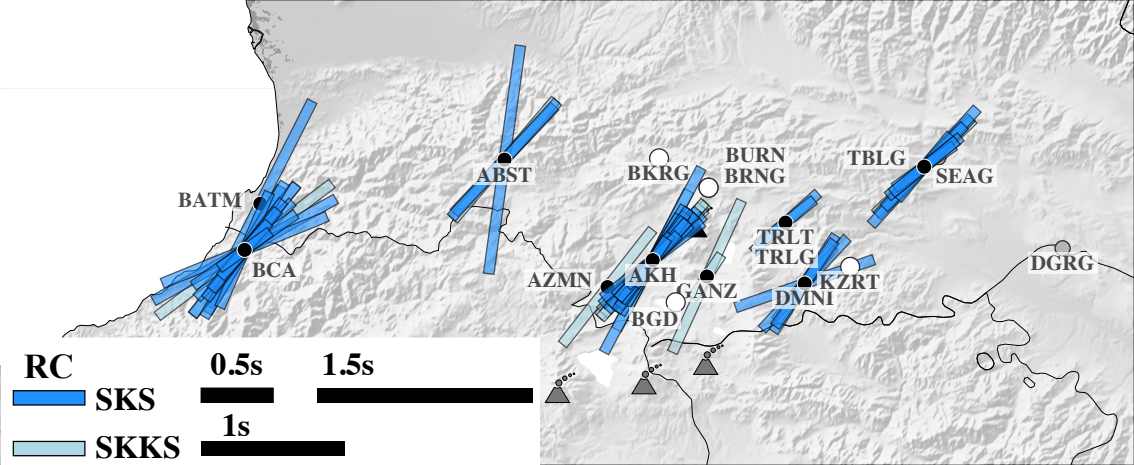 BURN
BKRG
BRNG
TBLG
SEAG
ABST
BATM
TRLT
TRLG
BCA
DGRG
AZMN
AKH
GANZ
KZRT
DMNI
BGD
RC
0.5s
1.5s
SKS
1s
SKKS